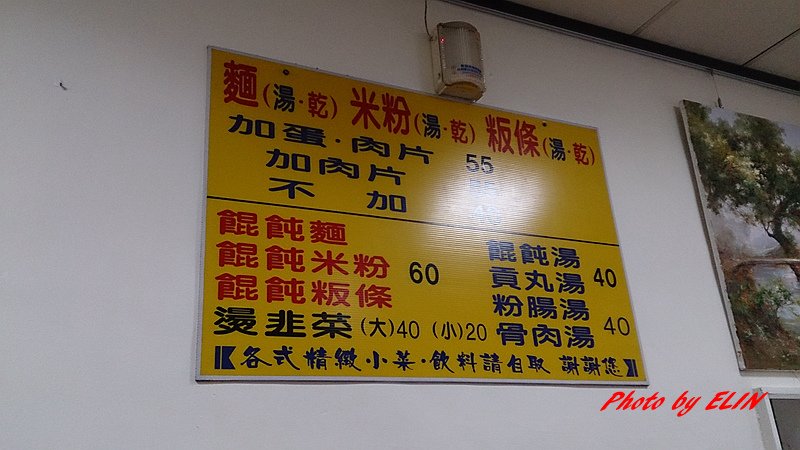 麵(湯·乾) 米粉(湯·乾) 粄條(湯·乾)
加蛋·肉片 55
加肉片
不 加
餛飩麵
餛飩米粉 60
餛飩粄條
燙韭菜 (大)40 (小)20
餛飩湯
貢丸湯 40
粉腸湯
骨肉湯 40
各式精緻小菜·飲料請自取 謝謝您
Photo by ELIN